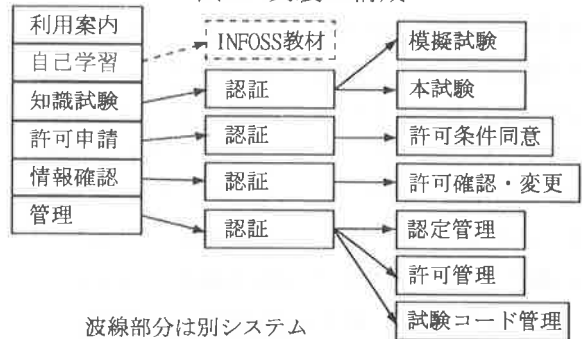 利用案内
自己学習
知識試験
許可申請
情報確認
管理
INFOSS教材
認証
認証
認証
認証
模擬試験
本試験
許可条件同意
許可確認・変更
認定管理
許可管理
試験コード管理
波線部分は別システム